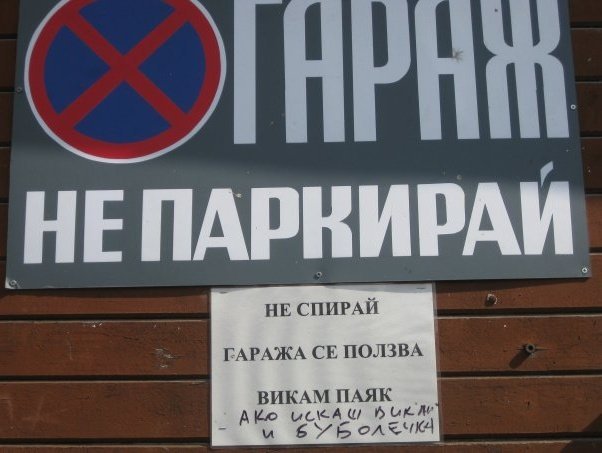 ГАРАЖ
НЕ ПАРКИРАЙ
НЕ СПИРАЙ
ГАРАЖА СЕ ПОЛЗВА
ВИКАМ ПАЯК
АКО ИСКАШ ВИКАЙ
И БУБОЛЕЧКА